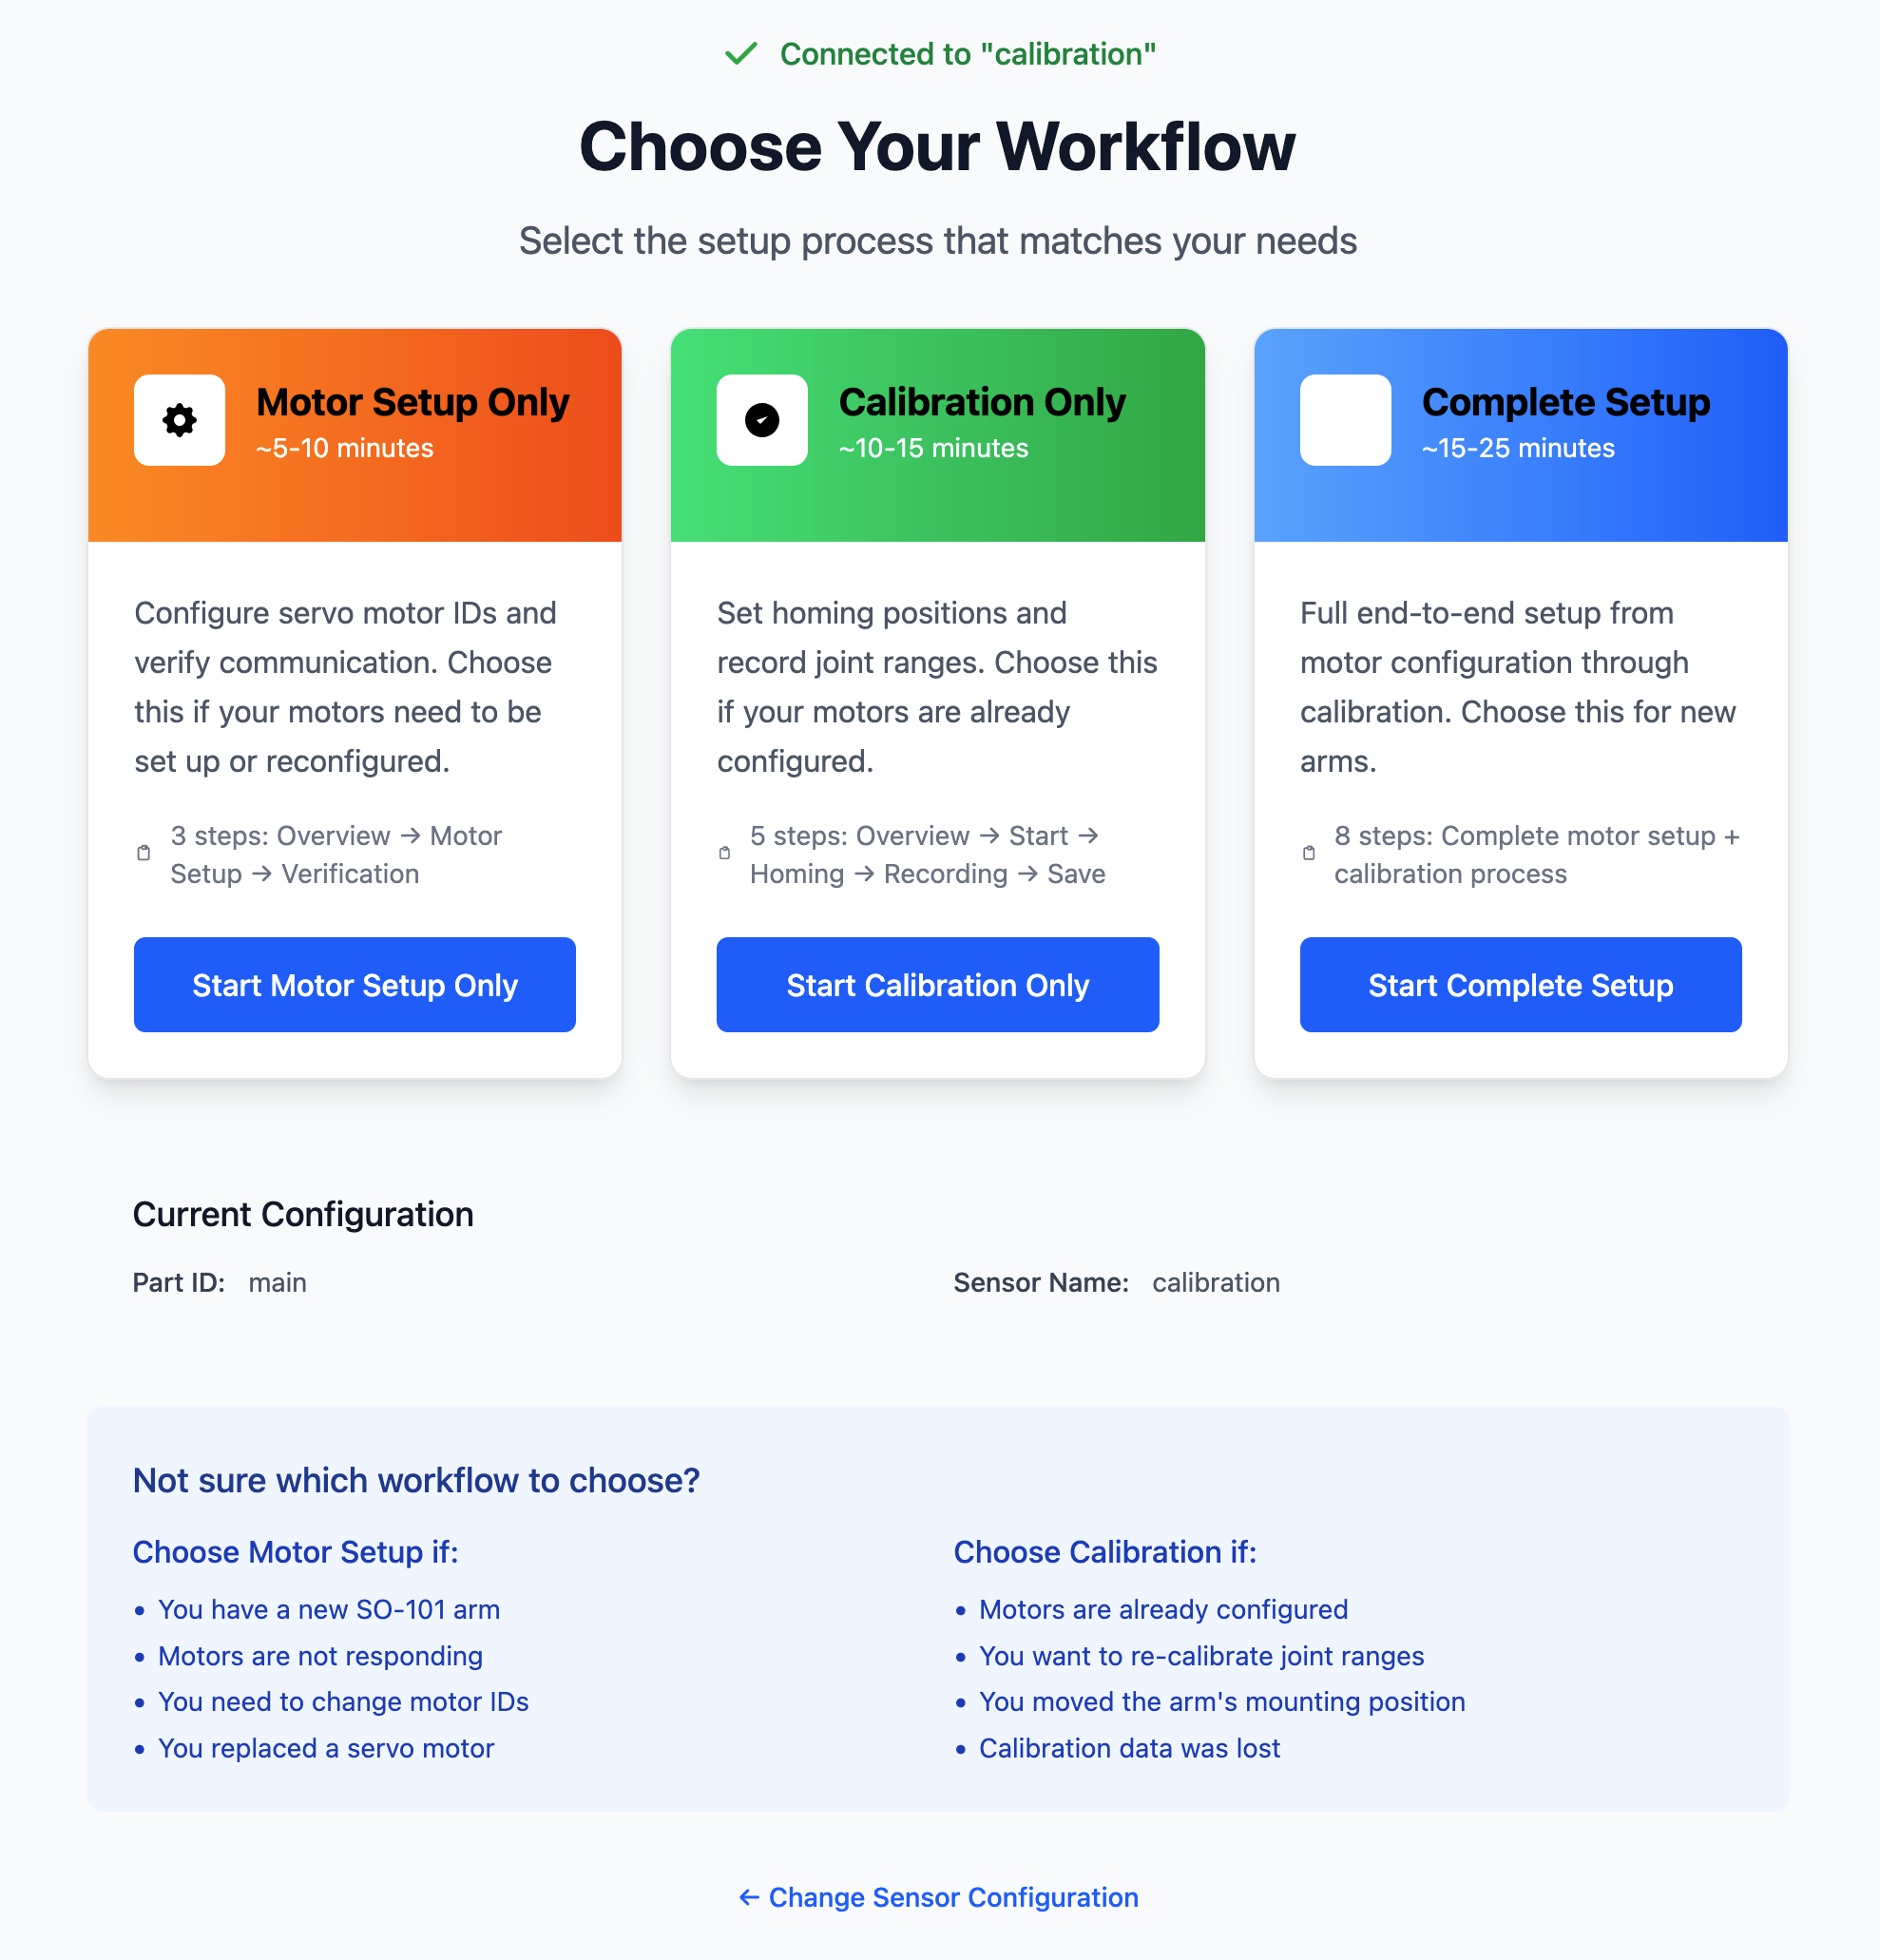 Connected to "calibration"
Choose Your Workflow
Select the setup process that matches your needs
Motor Setup Only
~5-10 minutes
Configure servo motor IDs and
verify communication. Choose
this if your motors need to be
set up or reconfigured.
3 steps: Overview → Motor
Setup → Verification
Start Motor Setup Only
Calibration Only
~10-15 minutes
Set homing positions and
record joint ranges. Choose this
if your motors are already
configured.
5 steps: Overview → Start →
Homing → Recording → Save
Start Calibration Only
Complete Setup
~15-25 minutes
Full end-to-end setup from
motor configuration through
calibration. Choose this for new
arms.
8 steps: Complete motor setup +
calibration process
Start Complete Setup
Current Configuration
Part ID: main
Sensor Name: calibration
Not sure which workflow to choose?
Choose Motor Setup if:
• You have a new SO-101 arm
• Motors are not responding
• You need to change motor IDs
• You replaced a servo motor
Choose Calibration if:
• Motors are already configured
• You want to re-calibrate joint ranges
• You moved the arm's mounting position
• Calibration data was lost
← Change Sensor Configuration